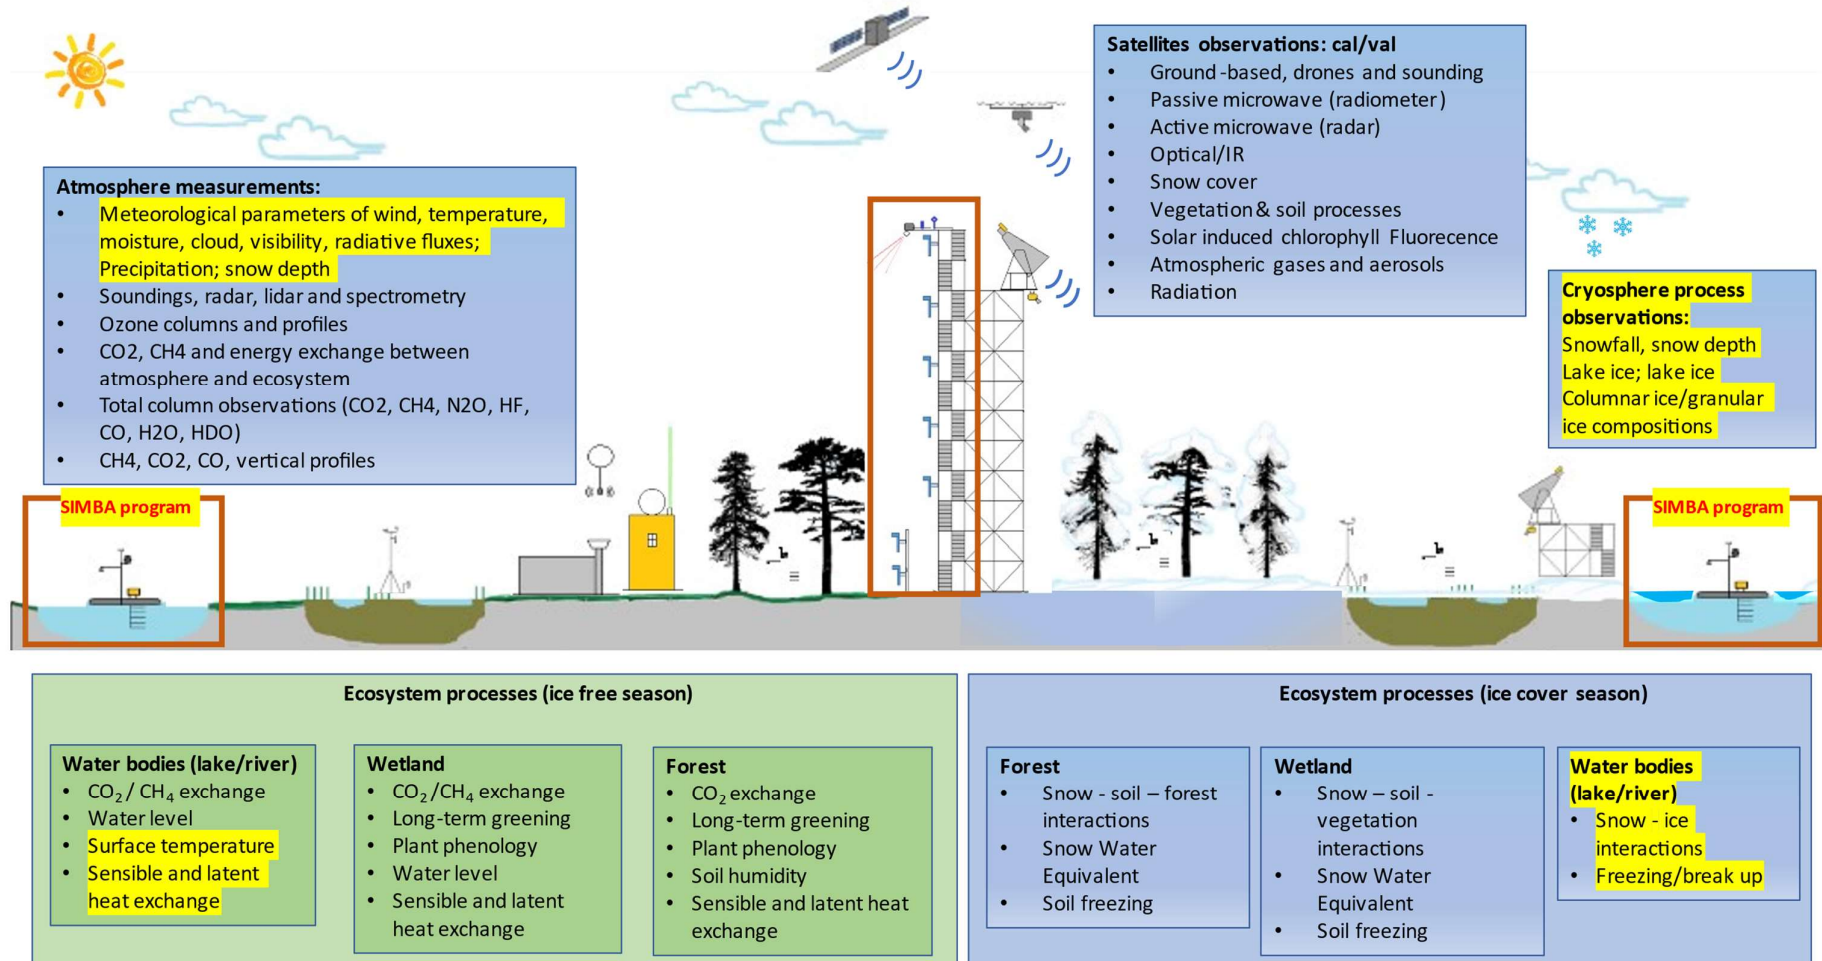 Satellites observations: cal/val
• Ground-based, drones and sounding
• Passive microwave (radiometer)
• Active microwave (radar)
• Optical/IR
• Snow cover
• Vegetation & soil processes
• Solar induced chlorophyll Fluorecence
• Atmospheric gases and aerosols
• Radiation
Atmosphere measurements:
• Meteorological parameters of wind, temperature,
moisture, cloud, visibility, radiative fluxes;
Precipitation; snow depth
• Soundings, radar, lidar and spectrometry
• Ozone columns and profiles
• CO2, CH4 and energy exchange between
atmosphere and ecosystem
• Total column observations (CO2, CH4, N2O, HF,
CO, H2O, HDO)
• CH4, CO2, CO, vertical profiles
Cryosphere process
observations:
Snowfall, snow depth
Lake ice; lake ice
Columnar ice/granular
ice compositions
SIMBA program
SIMBA program
Ecosystem processes (ice free season)
Water bodies (lake/river)
• CO₂ / CH₄ exchange
• Water level
• Surface temperature
• Sensible and latent
heat exchange
Wetland
• CO₂ /CH₄ exchange
• Long-term greening
• Plant phenology
• Water level
• Sensible and latent
heat exchange
Forest
• CO₂ exchange
• Long-term greening
• Plant phenology
• Soil humidity
• Sensible and latent heat
exchange
Ecosystem processes (ice cover season)
Forest
• Snow - soil – forest
interactions
• Snow Water
Equivalent
• Soil freezing
Wetland
• Snow – soil -
vegetation
interactions
• Snow Water
Equivalent
• Soil freezing
Water bodies
(lake/river)
• Snow - ice
interactions
• Freezing/break up